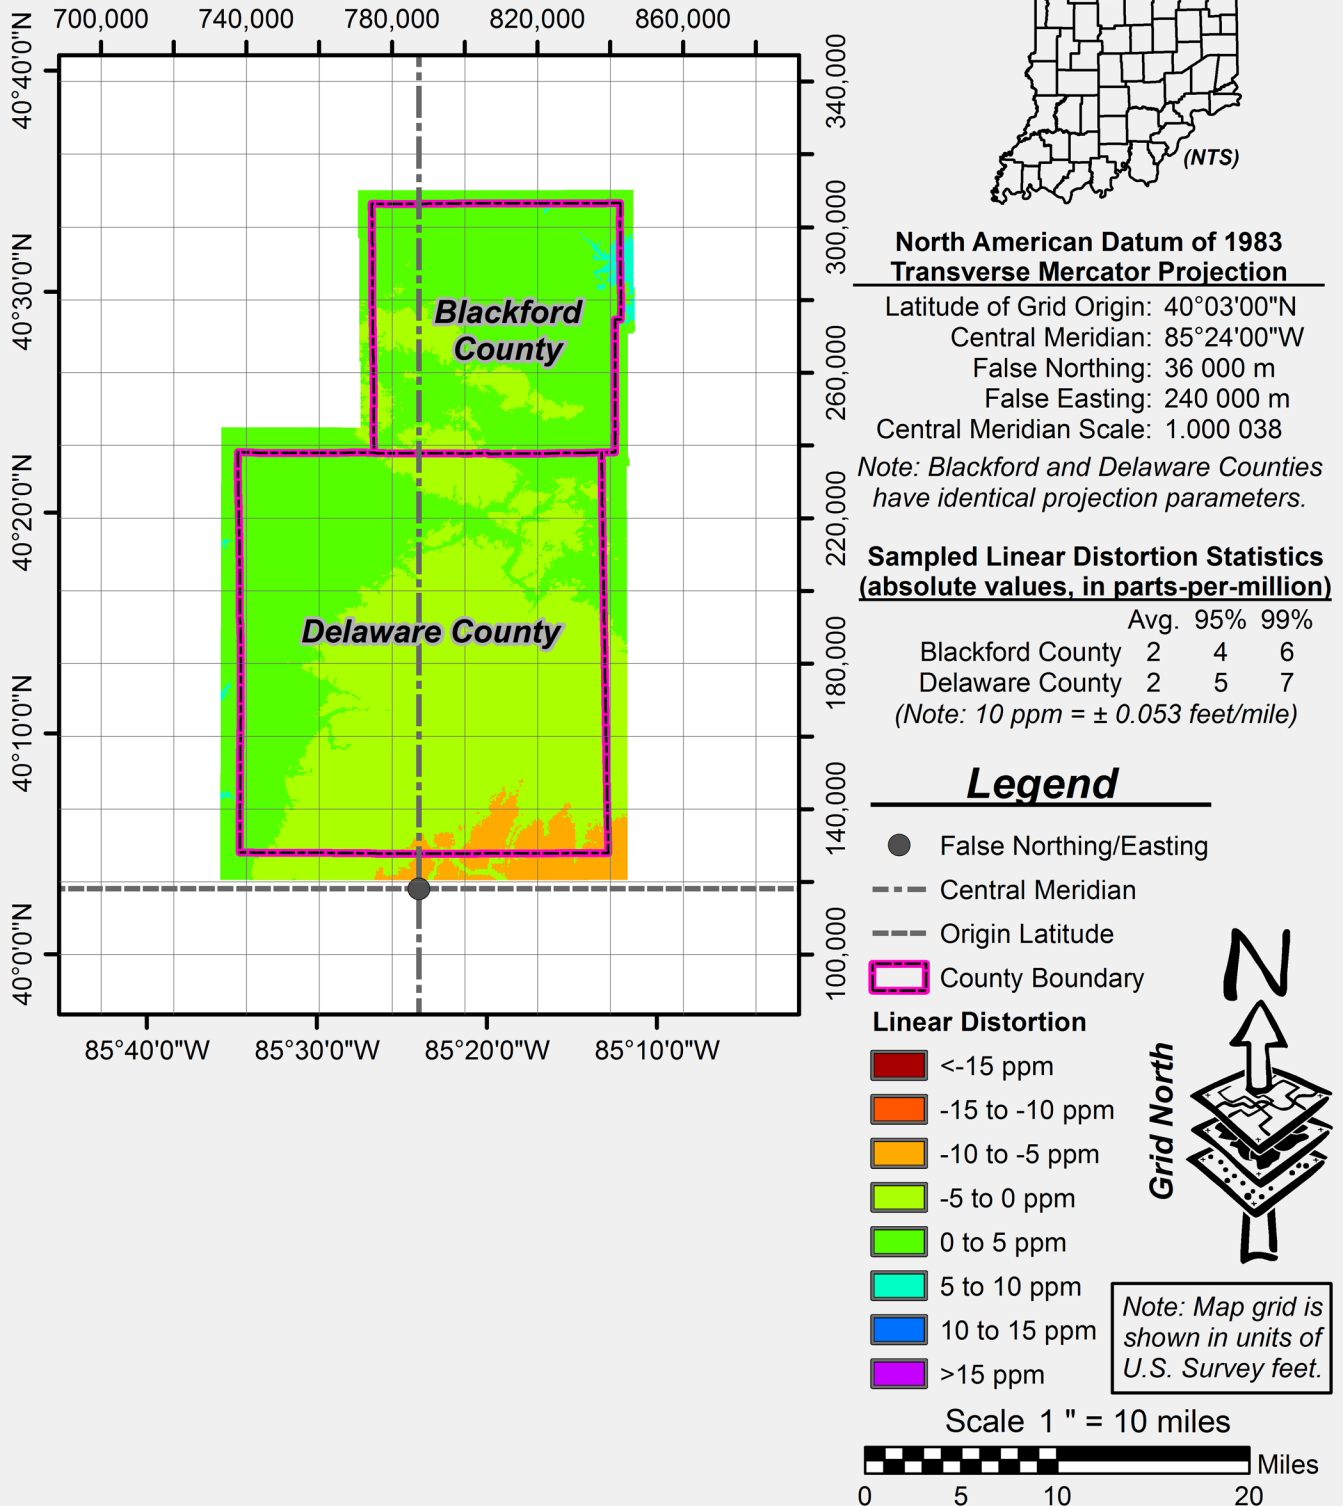 700,000 740,000 780,000 820,000 860,000
40°40'0"N
40°30'0"N
40°20'0"N
40°10'0"N
40°0'0"N
340,000
300,000
260,000
220,000
180,000
140,000
100,000
Blackford
County
Delaware County
85°40'0"W 85°30'0"W 85°20'0"W 85°10'0"W
(NTS)
North American Datum of 1983
Transverse Mercator Projection
Latitude of Grid Origin: 40°03'00"N
Central Meridian: 85°24'00"W
False Northing: 36 000 m
False Easting: 240 000 m
Central Meridian Scale: 1.000 038
Note: Blackford and Delaware Counties
have identical projection parameters.
Sampled Linear Distortion Statistics
(absolute values, in parts-per-million)
Avg. 95% 99%
Blackford County 2 4 6
Delaware County 2 5 7
(Note: 10 ppm = ± 0.053 feet/mile)
Legend
False Northing/Easting
Central Meridian
Origin Latitude
County Boundary
Linear Distortion
<-15 ppm
-15 to -10 ppm
-10 to -5 ppm
-5 to 0 ppm
0 to 5 ppm
5 to 10 ppm
10 to 15 ppm
>15 ppm
N
Grid North
Note: Map grid is
shown in units of
U.S. Survey feet.
Scale 1 " = 10 miles
Miles
0 5 10 20